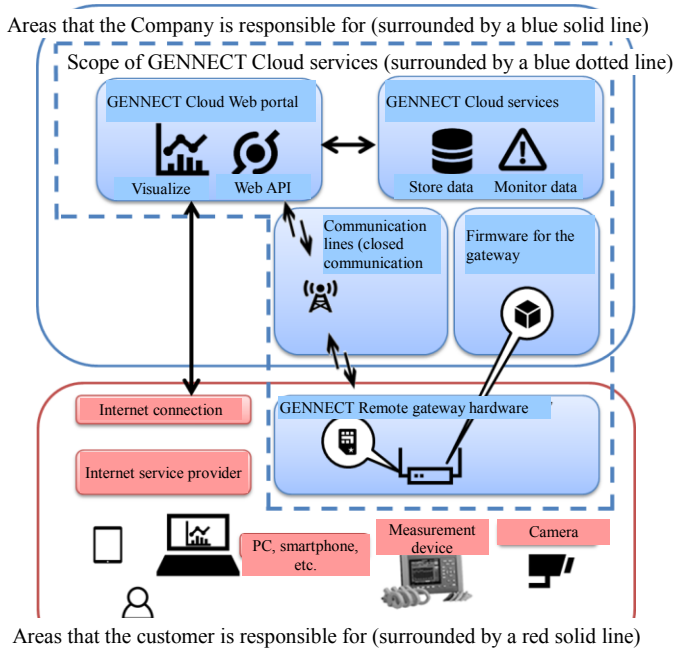 Areas that the Company is responsible for (surrounded by a blue solid line)
Scope of GENNECT Cloud services (surrounded by a blue dotted line)
GENNECT Cloud Web portal
GENNECT Cloud services
Visualize
Web API
Store data
Monitor data
Communication
lines (closed
communication
Firmware for the
gateway
Internet connection
GENNECT Remote gateway hardware
Internet service provider
PC, smartphone,
etc.
Measurement
device
Camera
Areas that the customer is responsible for (surrounded by a red solid line)